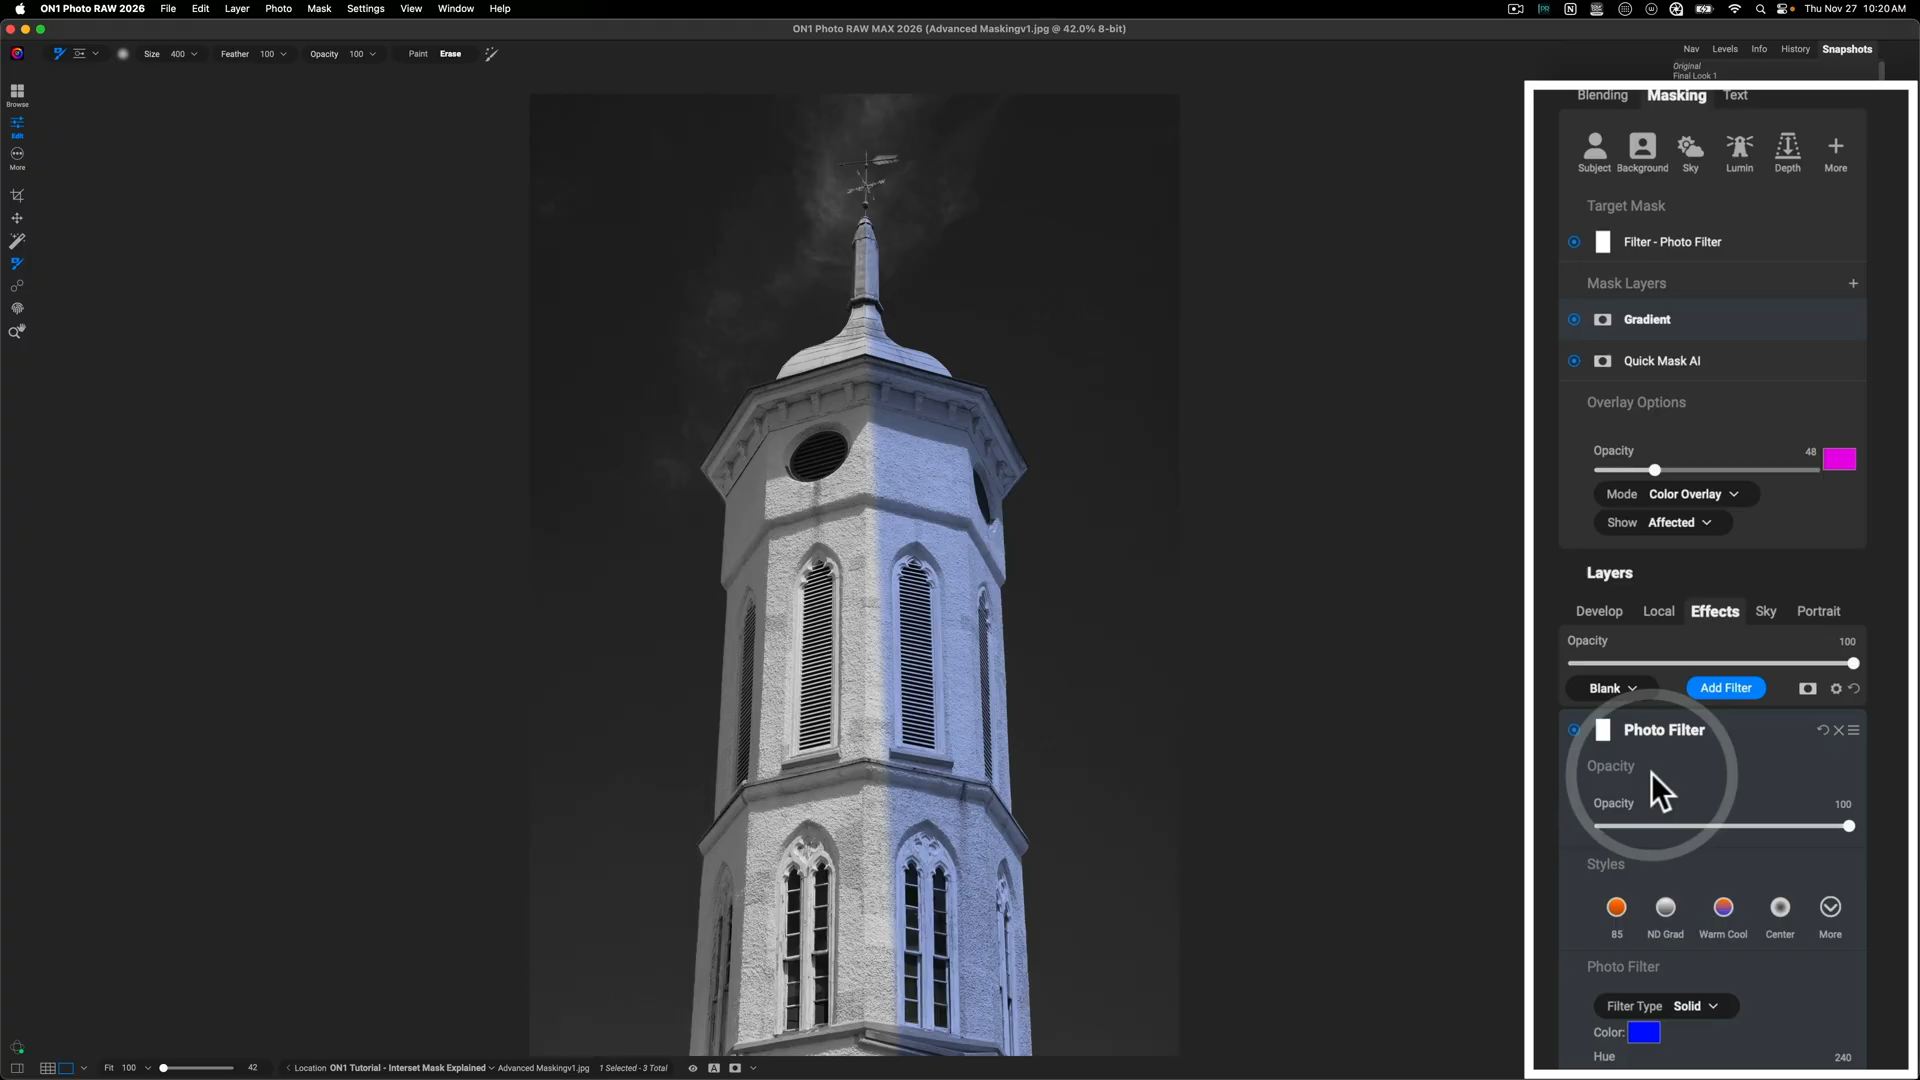 ON1 Photo RAW MAX 2026 File Edit Layer Photo Mask Settings View Window Help
Thu Nov 27 10:20 AM
ON1 Photo RAW MAX 2026 (Advanced Maskingv1.jpg @ 42.0% 8-bit)
Size 400 Feather 100 Opacity 100 Paint Erase
Nav Levels Info History Snapshots
Original
Final Look 1
Browse
Edit
More
Blending Masking Text
Subject Background Sky Lumin Depth More
Target Mask
Filter - Photo Filter
Mask Layers +
Gradient
Quick Mask AI
Overlay Options
Opacity 48
Mode Color Overlay
Show Affected
Layers
Develop Local Effects Sky Portrait
Opacity 100
Blank Add Filter
Photo Filter
Opacity
Opacity 100
Styles
85 ND Grad Warm Cool Center More
Photo Filter
Filter Type Solid
Color:
Hue 240
Fit 100 42 Location ON1 Tutorial - Interset Mask Explained Advanced Maskingv1.jpg 1 Selected - 3 Total A